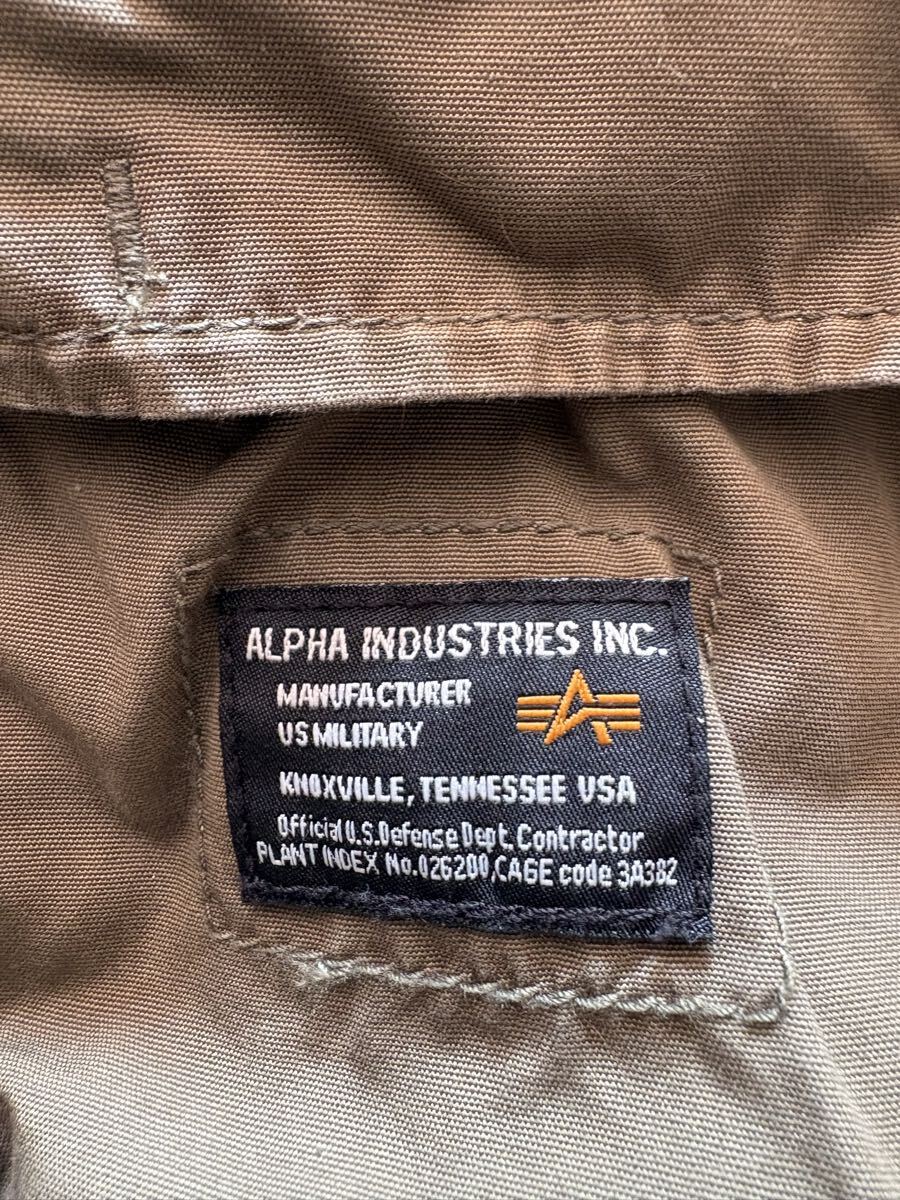 ALPHA INDUSTRIES INC.
MANUFACTURER
US MILITARY
KNOXVILLE, TENNESSEE USA
Official U.S.Defense Dept. Contractor
PLANT INDEX No.026200,CAGE code 3A382